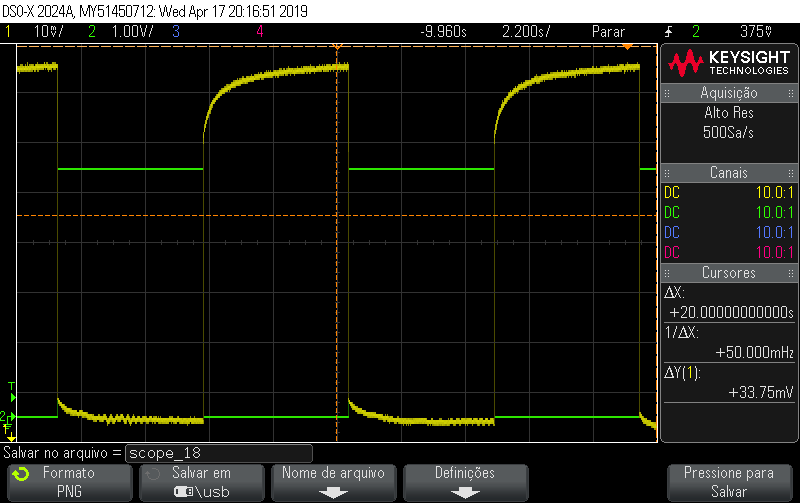 DSO-X 2024A, MY51450712: Wed Apr 17 20:16:51 2019
1 10mV/ 2 1.00V/ 3 4 -9.960s 2.200s/ Parar 2 375mV
KEYSIGHT
TECHNOLOGIES
Aquisição
Alto Res
500Sa/s
Canais
DC 10.0:1
DC 10.0:1
DC 10.0:1
DC 10.0:1
Cursores
ΔX:
+20.00000000000s
1/ΔX:
+50.000mHz
ΔY(1):
+33.75mV
T
2
Salvar no arquivo = scope_18
Formato
PNG
Salvar em
\usb
Nome de arquivo
Definições
Pressione para
Salvar